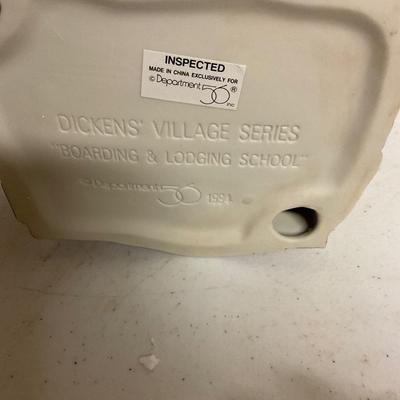 INSPECTED
MADE IN CHINA EXCLUSIVELY FOR
© Department 56® inc
DICKENS' VILLAGE SERIES
"BOARDING & LODGING SCHOOL"
© Department 56 1994